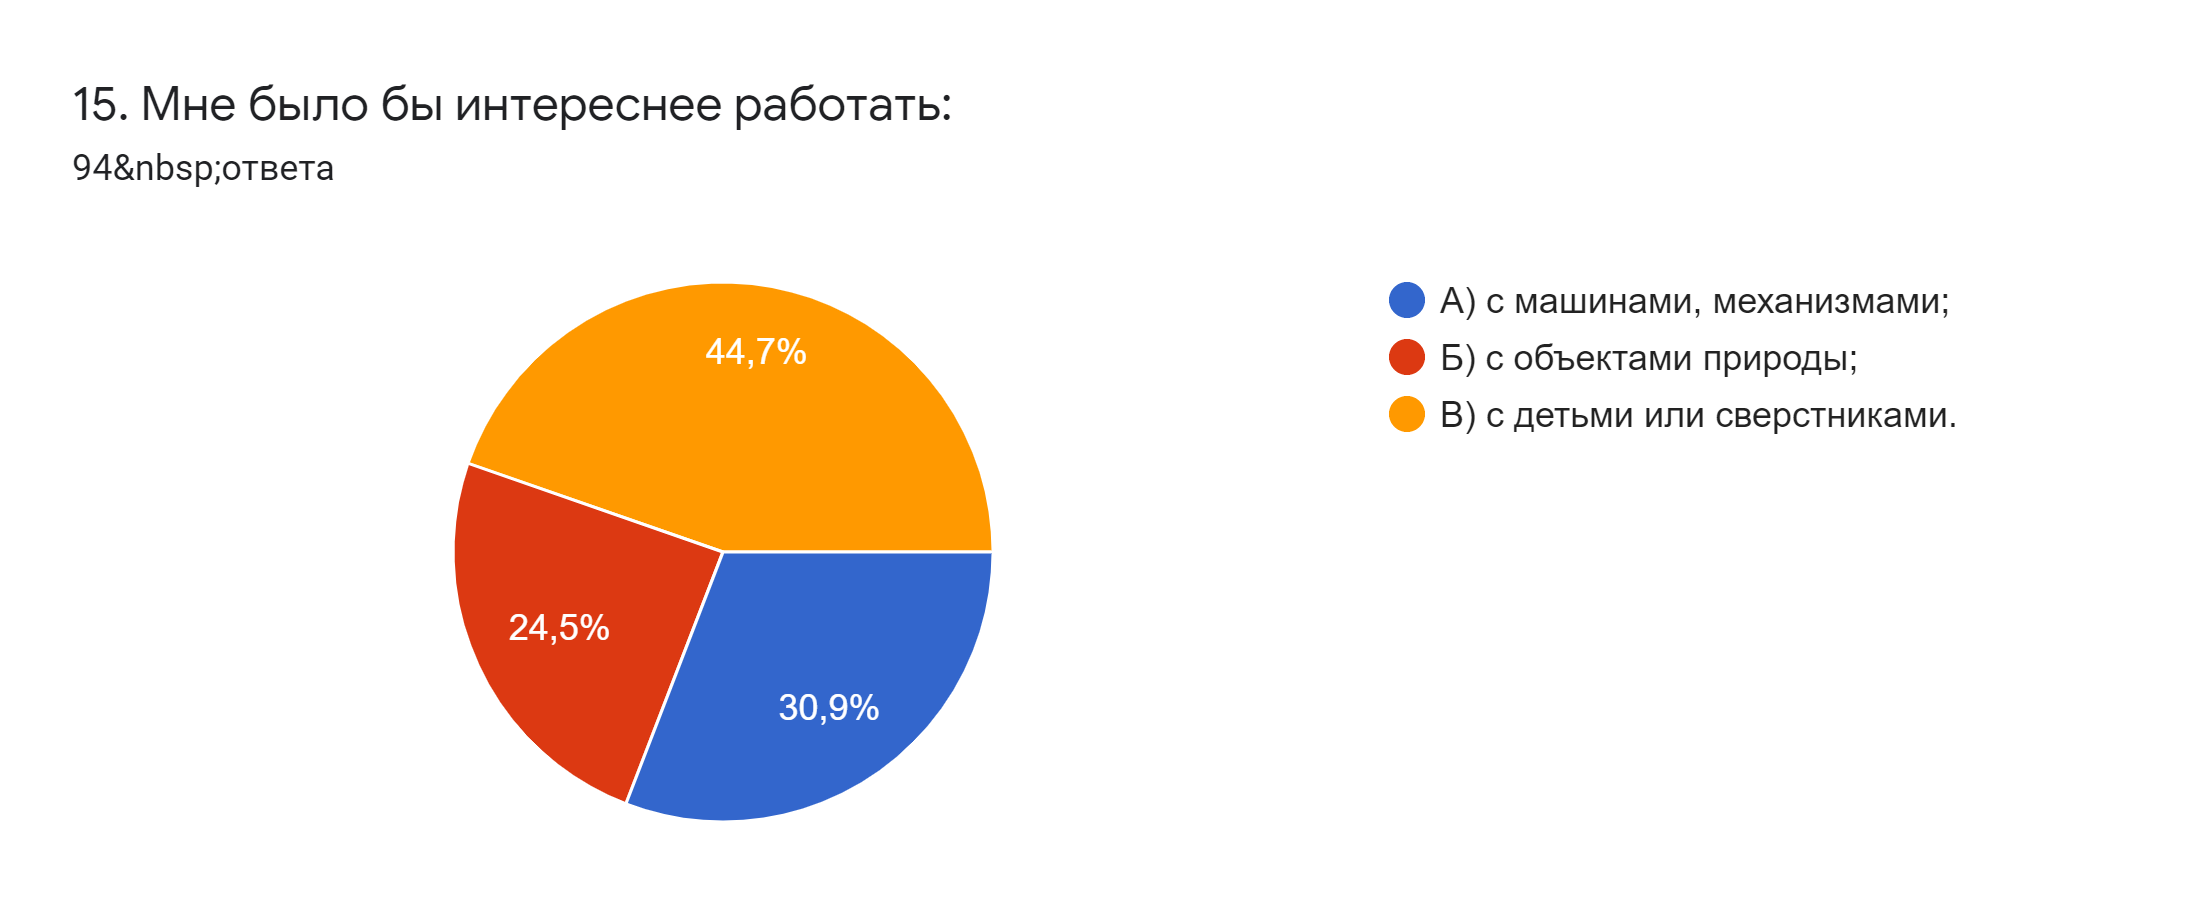 15. Мне было бы интереснее работать:
94&nbsp;ответа
44,7%
24,5%
30,9%
А) с машинами, механизмами;
Б) с объектами природы;
В) с детьми или сверстниками.